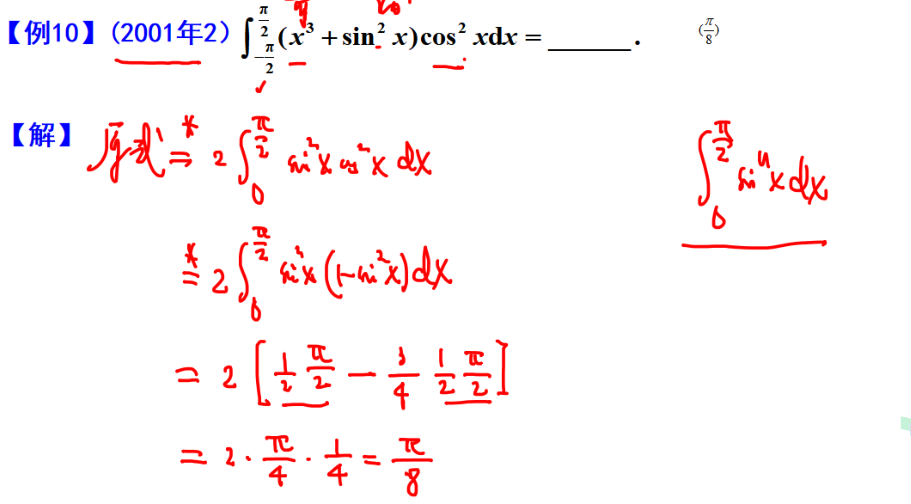 【例10】(2001年2) ∫_{-π/2}^{π/2} (x³ + sin² x)cos² xdx = ______. (π/8)
【解】 原式 = 2∫_0^{π/2} sin²x cos²x dx
∫_0^{π/2} sinⁿx dx
= 2∫_0^{π/2} sin²x (1-sin²x) dx
= 2[1/2 π/2 - 3/4 1/2 π/2]
= 2 · π/4 · 1/4 = π/8